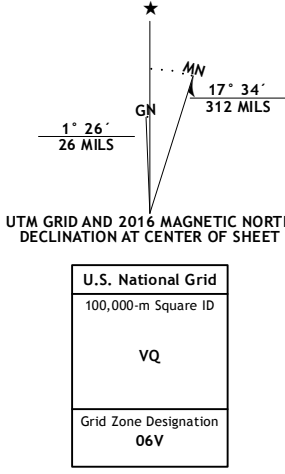 ★
MN
GN
17° 34´
312 MILS
1° 26´
26 MILS
UTM GRID AND 2016 MAGNETIC NORTH
DECLINATION AT CENTER OF SHEET
U.S. National Grid
100,000-m Square ID
VQ
Grid Zone Designation
06V